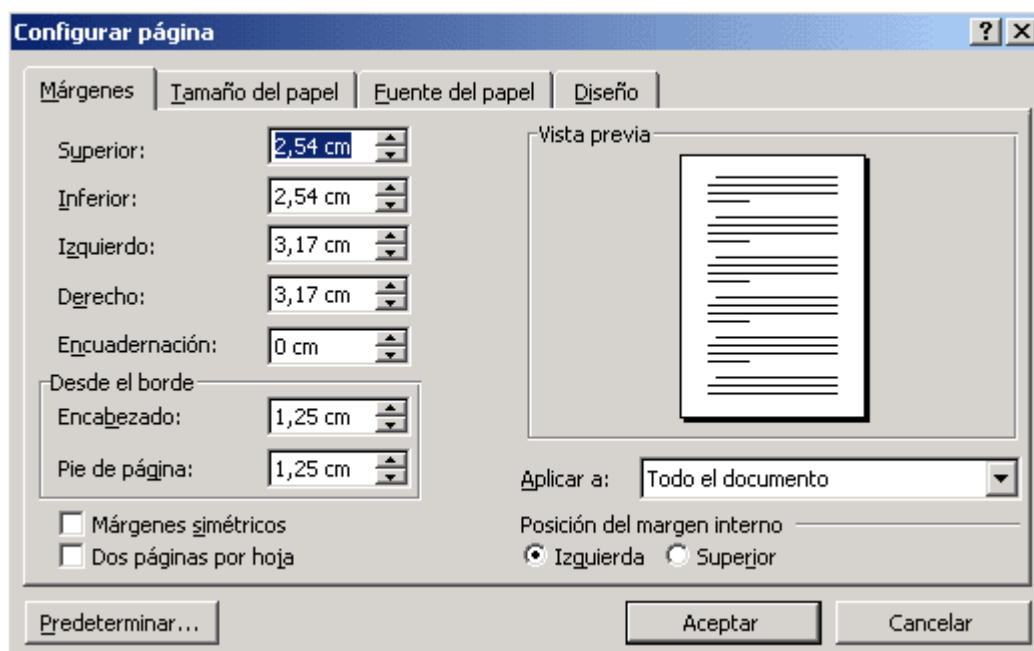 Configurar página
Márgenes Tamaño del papel Fuente del papel Diseño
Superior: 2,54 cm
Inferior: 2,54 cm
Izquierdo: 3,17 cm
Derecho: 3,17 cm
Encuadernación: 0 cm
Desde el borde
Encabezado: 1,25 cm
Pie de página: 1,25 cm
Márgenes simétricos
Dos páginas por hoja
Vista previa
Aplicar a: Todo el documento
Posición del margen interno
Izquierda Superior
Predeterminar... Aceptar Cancelar